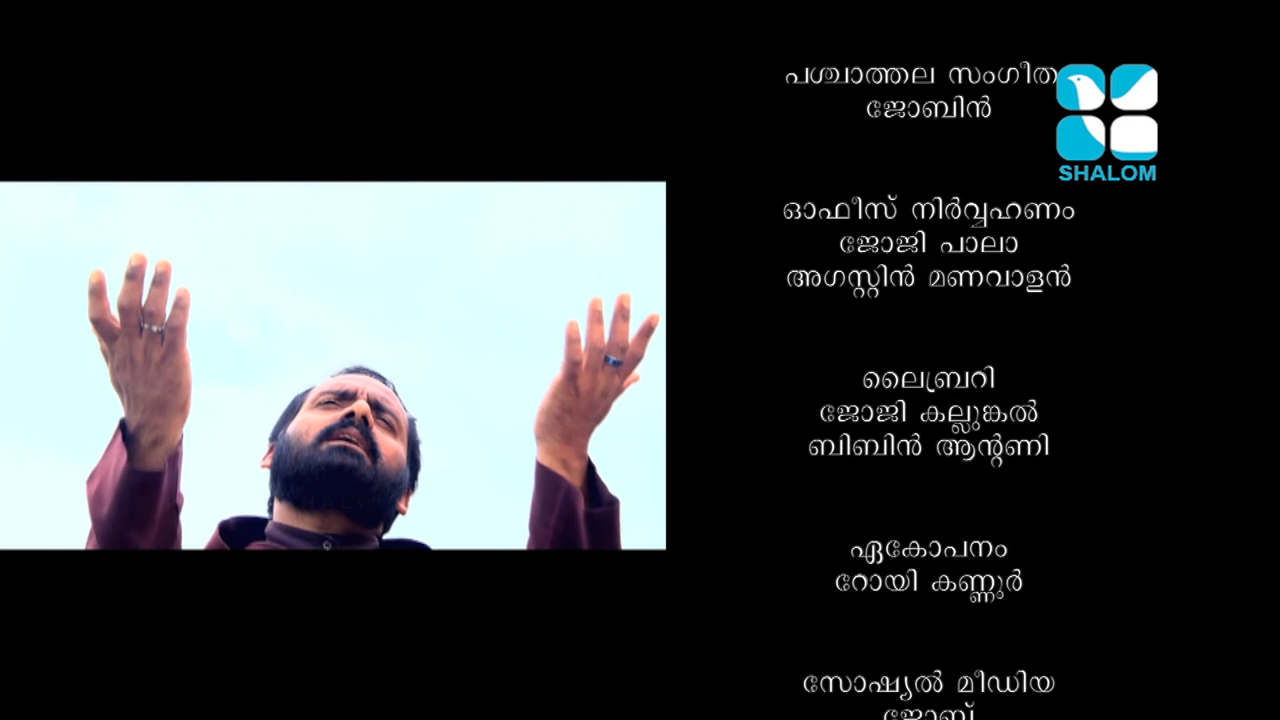 പശ്ചാത്തല സംഗീത
ജോബിൻ
SHALOM
ഓഫീസ് നിർവ്വഹണം
ജോജി പാലാ
അഗസ്റ്റിൻ മണവാളൻ
ലൈബ്രറി
ജോജി കല്ലുങ്കൽ
ബിബിൻ ആന്റണി
ഏകോപനം
റോയി കണ്ണൂർ
സോഷ്യൽ മീഡിയ